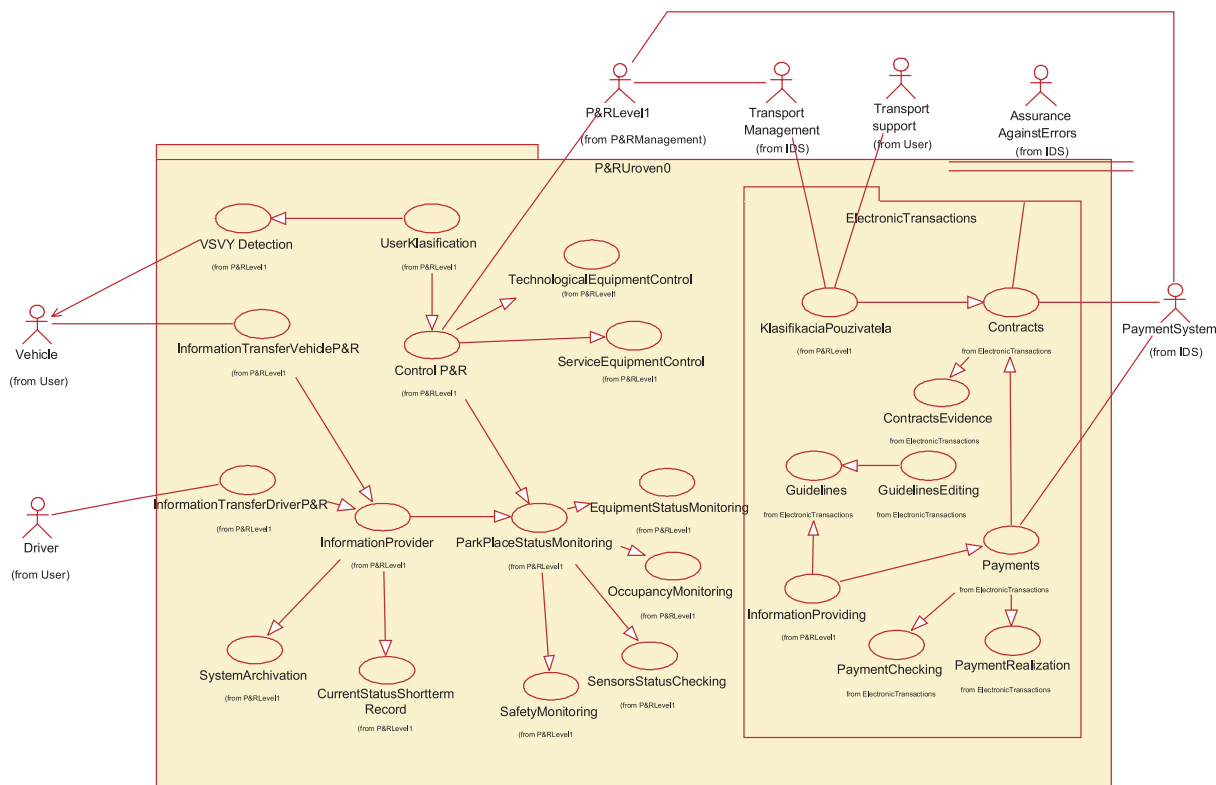 P&RLevel1
(from P&RManagement)
Transport
Management
(from IDS)
Transport
support
(from User)
Assurance
AgainstErrors
(from IDS)
P&RUroven0
ElectronicTransactions
VSVY Detection
(from P&RLevel1
UserKlasification
(from P&RLevel1
TechnologicalEquipmentControl
(from P&RLevel1
Vehicle
(from User)
InformationTransferVehicleP&R
(from P&RLevel1
Control P&R
(from P&RLevel1
ServiceEquipmentControl
(from P&RLevel1
KlasifikaciaPouzivatela
(from P&RLevel1
Contracts
from ElectronicTransactions
PaymentSystem
(from IDS)
ContractsEvidence
from ElectronicTransactions
Driver
(from User)
InformationTransferDriverP&R
(from P&RLevel1
InformationProvider
(from P&RLevel1
ParkPlaceStatusMonitoring
(from P&RLevel1
EquipmentStatusMonitoring
(from P&RLevel1
OccupancyMonitoring
(from P&RLevel1
Guidelines
from ElectronicTransactions
GuidelinesEditing
from ElectronicTransactions
Payments
from ElectronicTransactions
InformationProviding
(from P&RLevel1
SystemArchivation
(from P&RLevel1
CurrentStatusShortterm
Record
(from P&RLevel1
SafetyMonitoring
(from P&RLevel1
SensorsStatusChecking
(from P&RLevel1
PaymentChecking
from ElectronicTransactions
PaymentRealization
from ElectronicTransactions